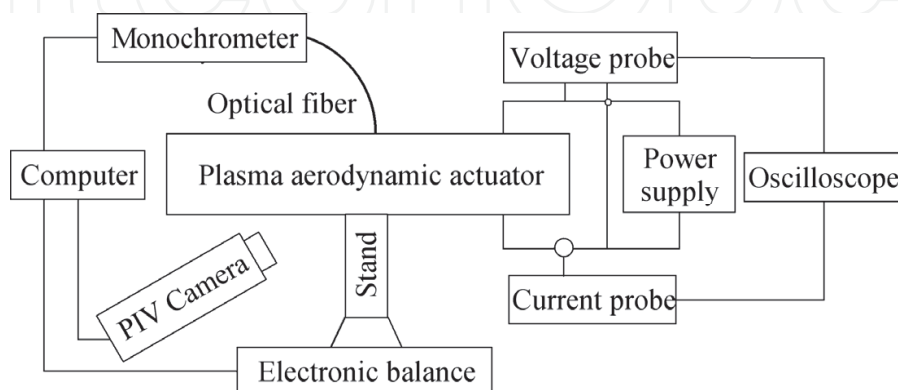 Monochrometer
Voltage probe
Optical fiber
Computer
Plasma aerodynamic actuator
Power
supply
Oscilloscope
PIV Camera
Stand
Current probe
Electronic balance